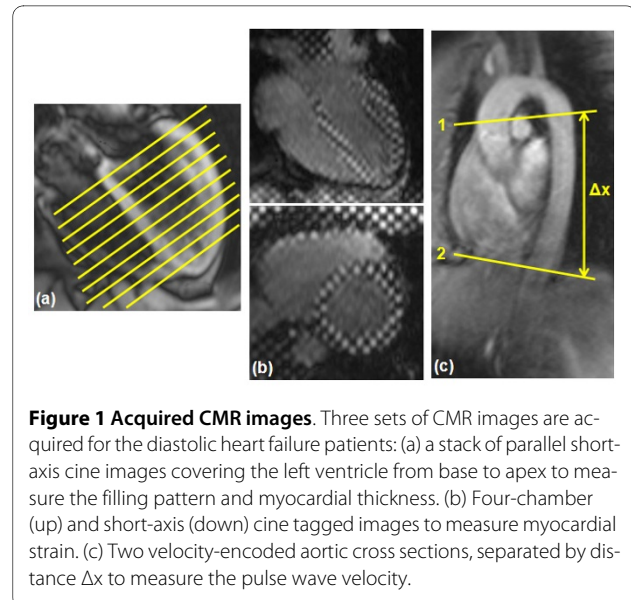 (a)
(b)
1
Δx
2
(c)
Figure 1 Acquired CMR images. Three sets of CMR images are ac-
quired for the diastolic heart failure patients: (a) a stack of parallel short-
axis cine images covering the left ventricle from base to apex to mea-
sure the filling pattern and myocardial thickness. (b) Four-chamber
(up) and short-axis (down) cine tagged images to measure myocardial
strain. (c) Two velocity-encoded aortic cross sections, separated by dis-
tance Δx to measure the pulse wave velocity.